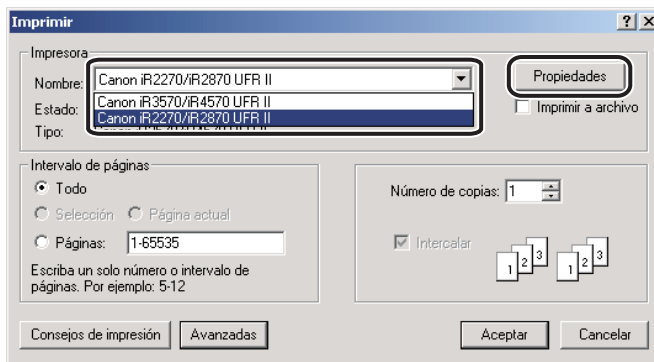 Imprimir
Impresora
Nombre: Canon iR2270/iR2870 UFR II
Propiedades
Canon iR3570/iR4570 UFR II
Estado: Canon iR2270/iR2870 UFR II
Imprimir a archivo
Tipo:
Intervalo de páginas
Todo
Selección Página actual
Páginas: 1-65535
Escriba un solo número o intervalo de
páginas. Por ejemplo: 5-12
Número de copias: 1
Intercalar
1 2 3 1 2 3
Consejos de impresión Avanzadas Aceptar Cancelar